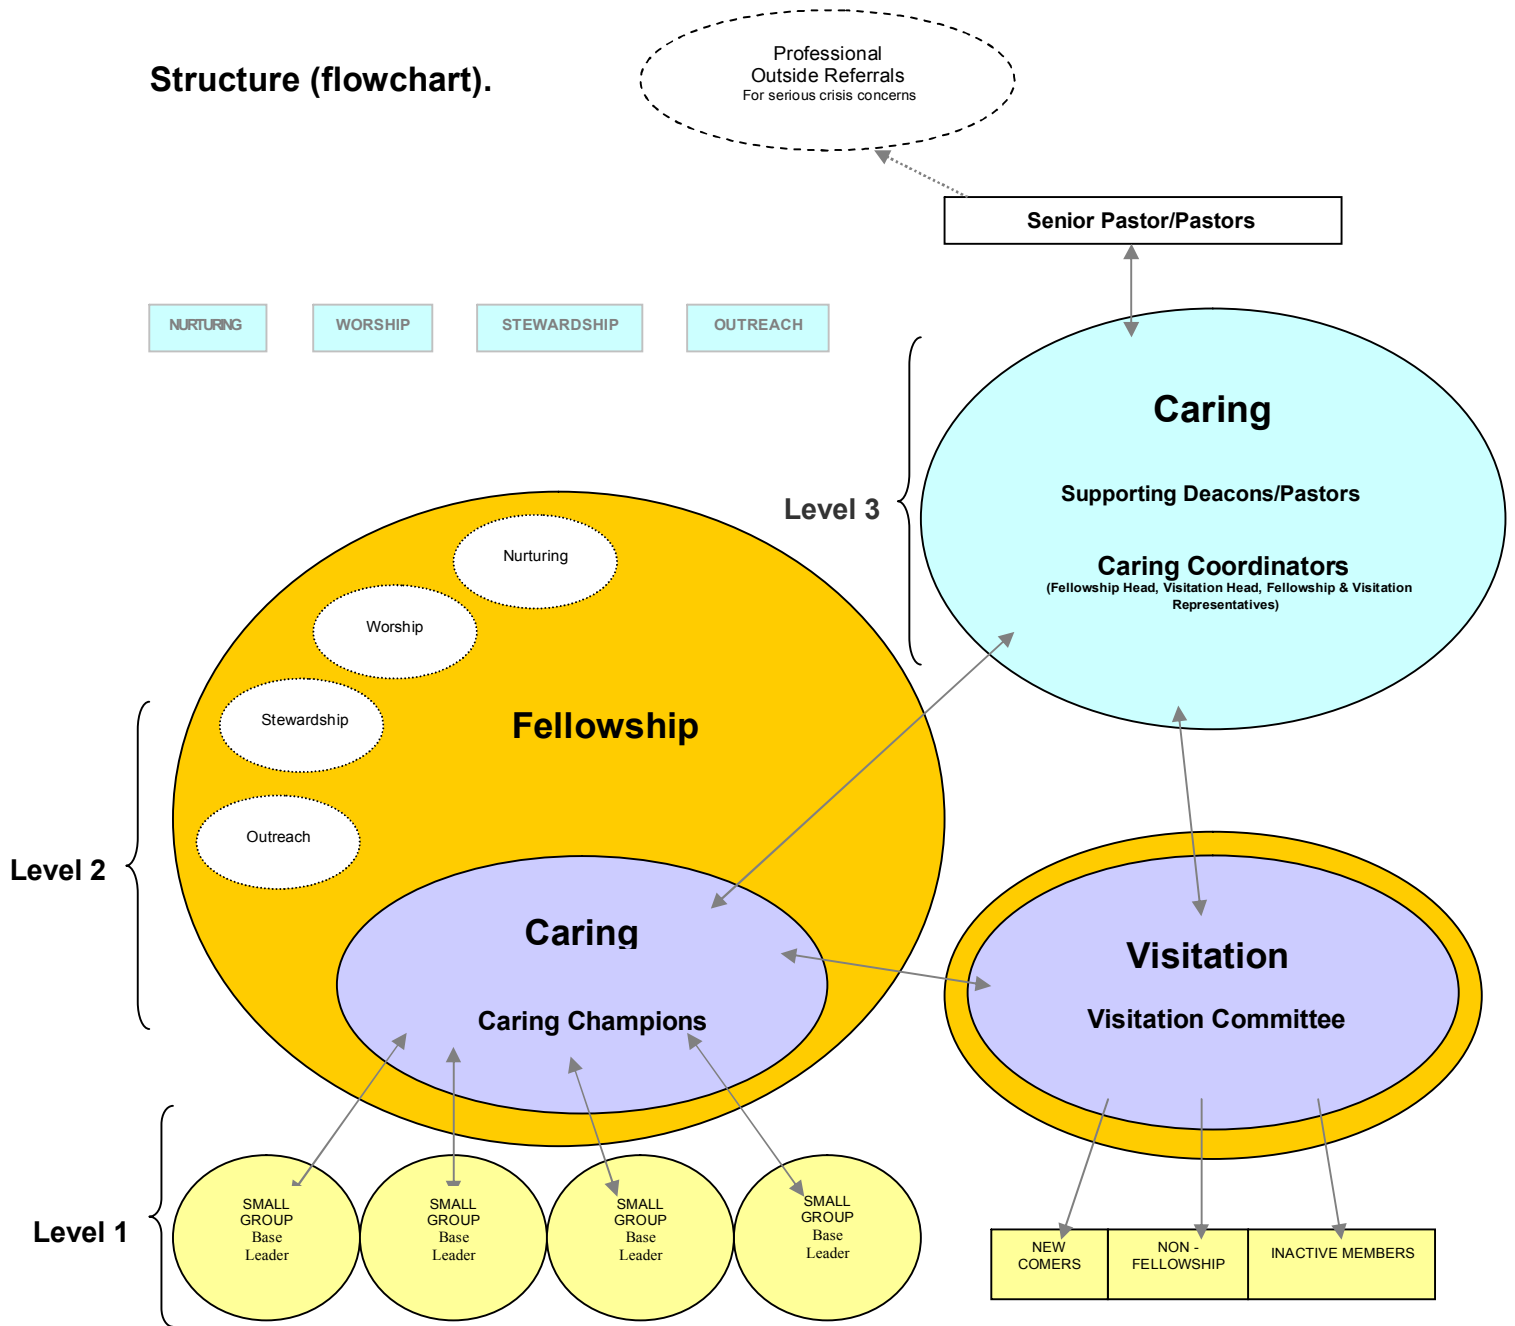 Structure (flowchart).
Professional
Outside Referrals
For serious crisis concerns
Senior Pastor/Pastors
NURTURING
WORSHIP
STEWARDSHIP
OUTREACH
Caring
Supporting Deacons/Pastors
Caring Coordinators
(Fellowship Head, Visitation Head, Fellowship & Visitation
Representatives)
Level 3
Nurturing
Worship
Stewardship
Outreach
Fellowship
Level 2
Caring
Caring Champions
Visitation
Visitation Committee
Level 1
SMALL
GROUP
Base
Leader
SMALL
GROUP
Base
Leader
SMALL
GROUP
Base
Leader
SMALL
GROUP
Base
Leader
NEW
COMERS
NON -
FELLOWSHIP
INACTIVE MEMBERS